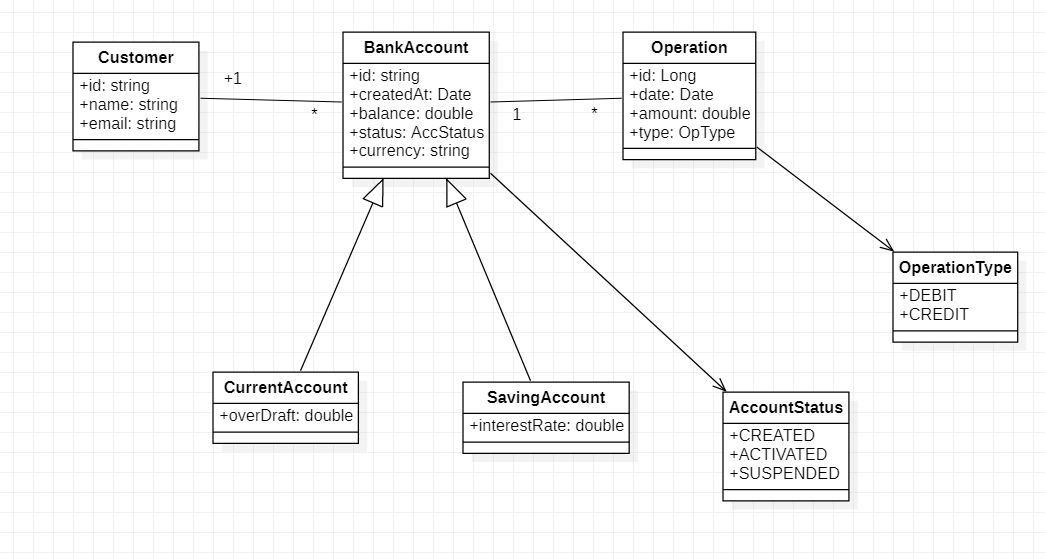 Customer
+id: string
+name: string
+email: string
+1
*
BankAccount
+id: string
+createdAt: Date
+balance: double
+status: AccStatus
+currency: string
1
*
Operation
+id: Long
+date: Date
+amount: double
+type: OpType
OperationType
+DEBIT
+CREDIT
CurrentAccount
+overDraft: double
SavingAccount
+interestRate: double
AccountStatus
+CREATED
+ACTIVATED
+SUSPENDED